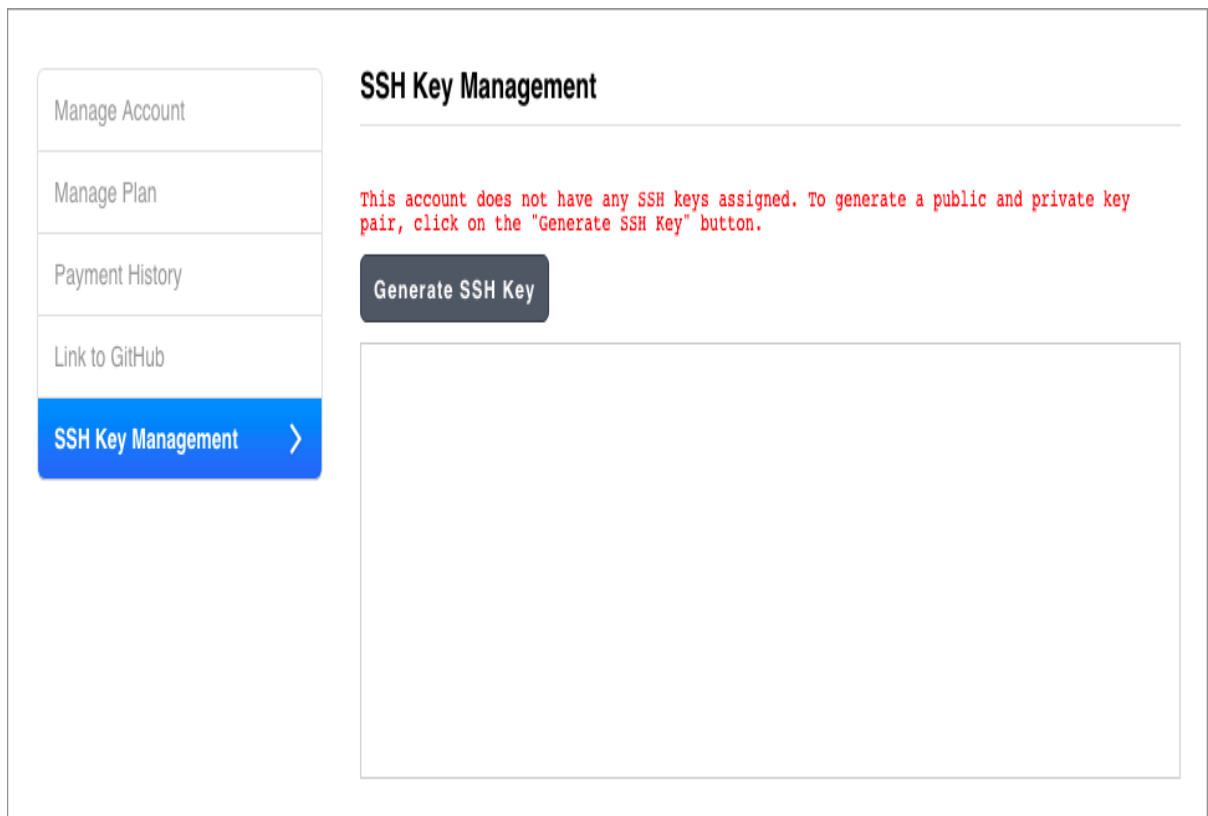 Manage Account
Manage Plan
Payment History
Link to GitHub
SSH Key Management
SSH Key Management
This account does not have any SSH keys assigned. To generate a public and private key
pair, click on the "Generate SSH Key" button.
Generate SSH Key